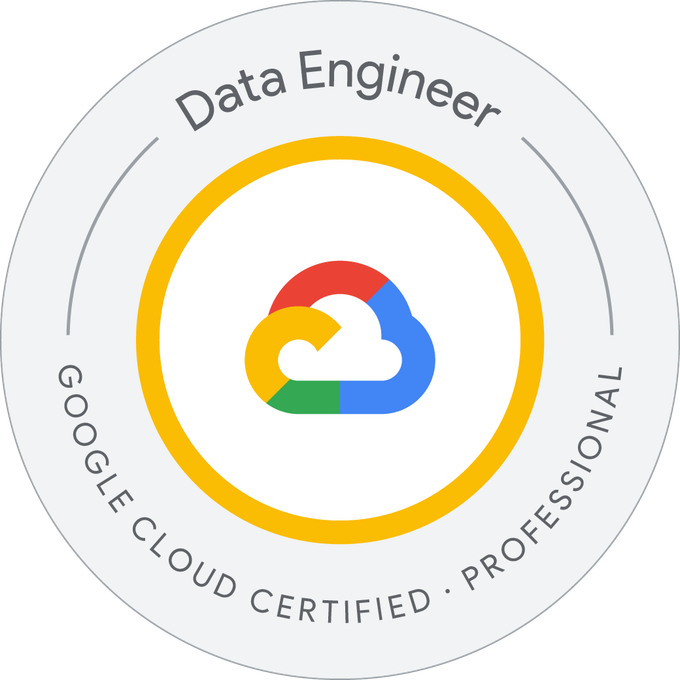 Data Engineer
GOOGLE CLOUD CERTIFIED · PROFESSIONAL